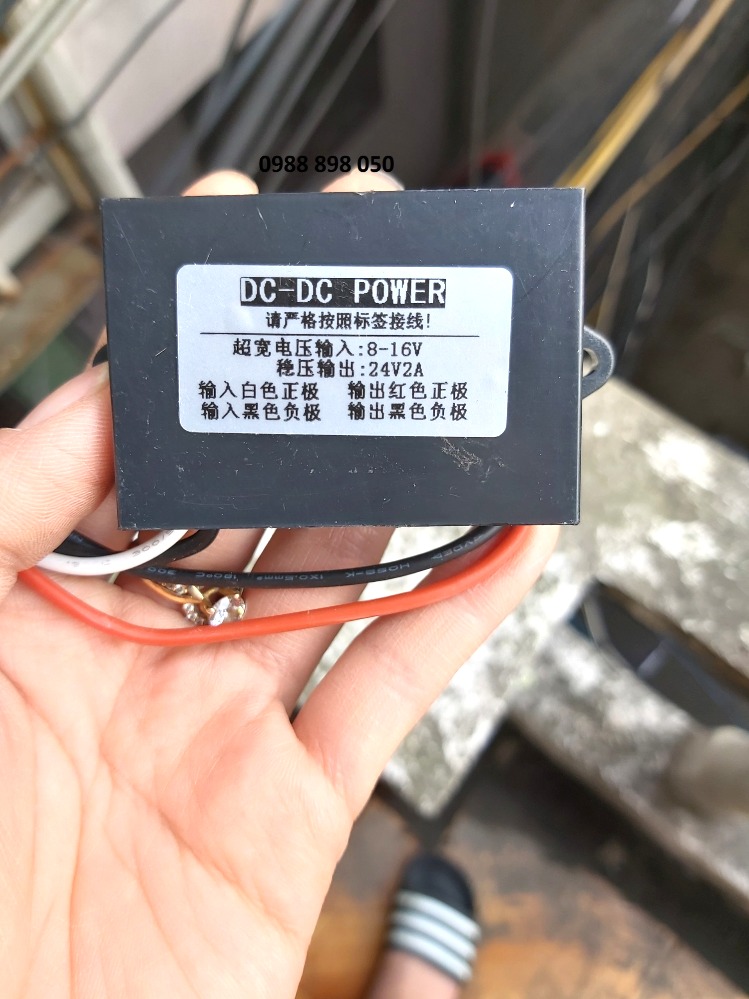 0988 898 050
DC-DC POWER
请严格按照标签接线!
超宽电压输入:8-16V
稳压输出:24V2A
输入白色正极 输出红色正极
输入黑色负极 输出黑色负极